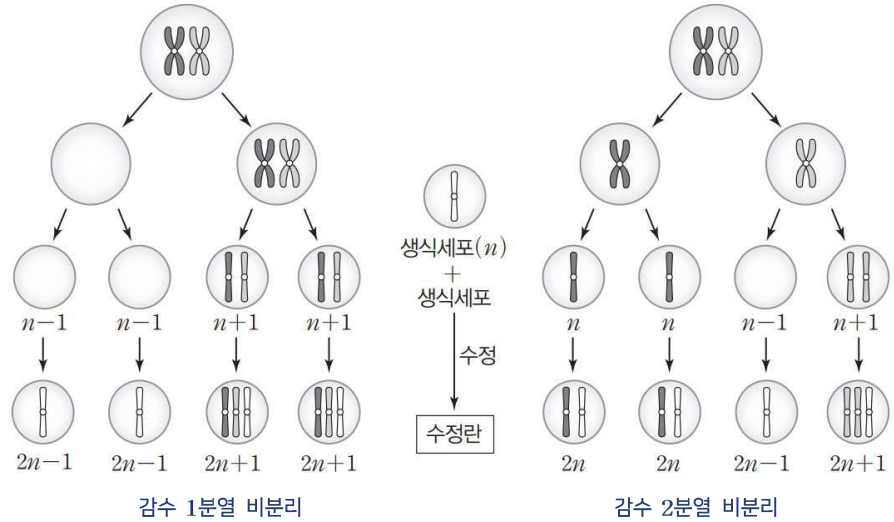 n−1 n−1 n+1 n+1
2n−1 2n−1 2n+1 2n+1
감수 1분열 비분리
생식세포(n)
+
생식세포
수정
수정란
n n n−1 n+1
2n 2n 2n−1 2n+1
감수 2분열 비분리